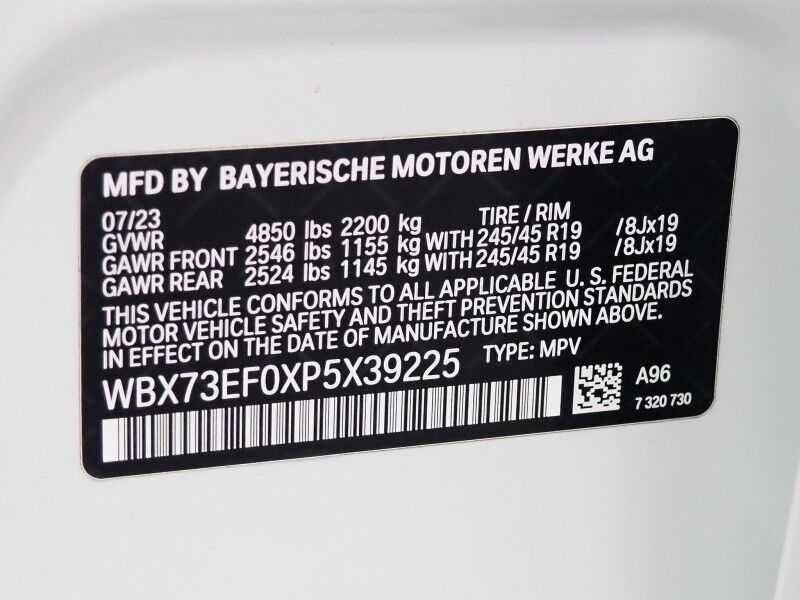 MFD BY BAYERISCHE MOTOREN WERKE AG
07/23 TIRE / RIM
GVWR 4850 lbs 2200 kg
GAWR FRONT 2546 lbs 1155 kg WITH 245/45 R19 /8Jx19
GAWR REAR 2524 lbs 1145 kg WITH 245/45 R19 /8Jx19
THIS VEHICLE CONFORMS TO ALL APPLICABLE U. S. FEDERAL
MOTOR VEHICLE SAFETY AND THEFT PREVENTION STANDARDS
IN EFFECT ON THE DATE OF MANUFACTURE SHOWN ABOVE.
WBX73EF0XP5X39225 TYPE: MPV
A96
7 320 730